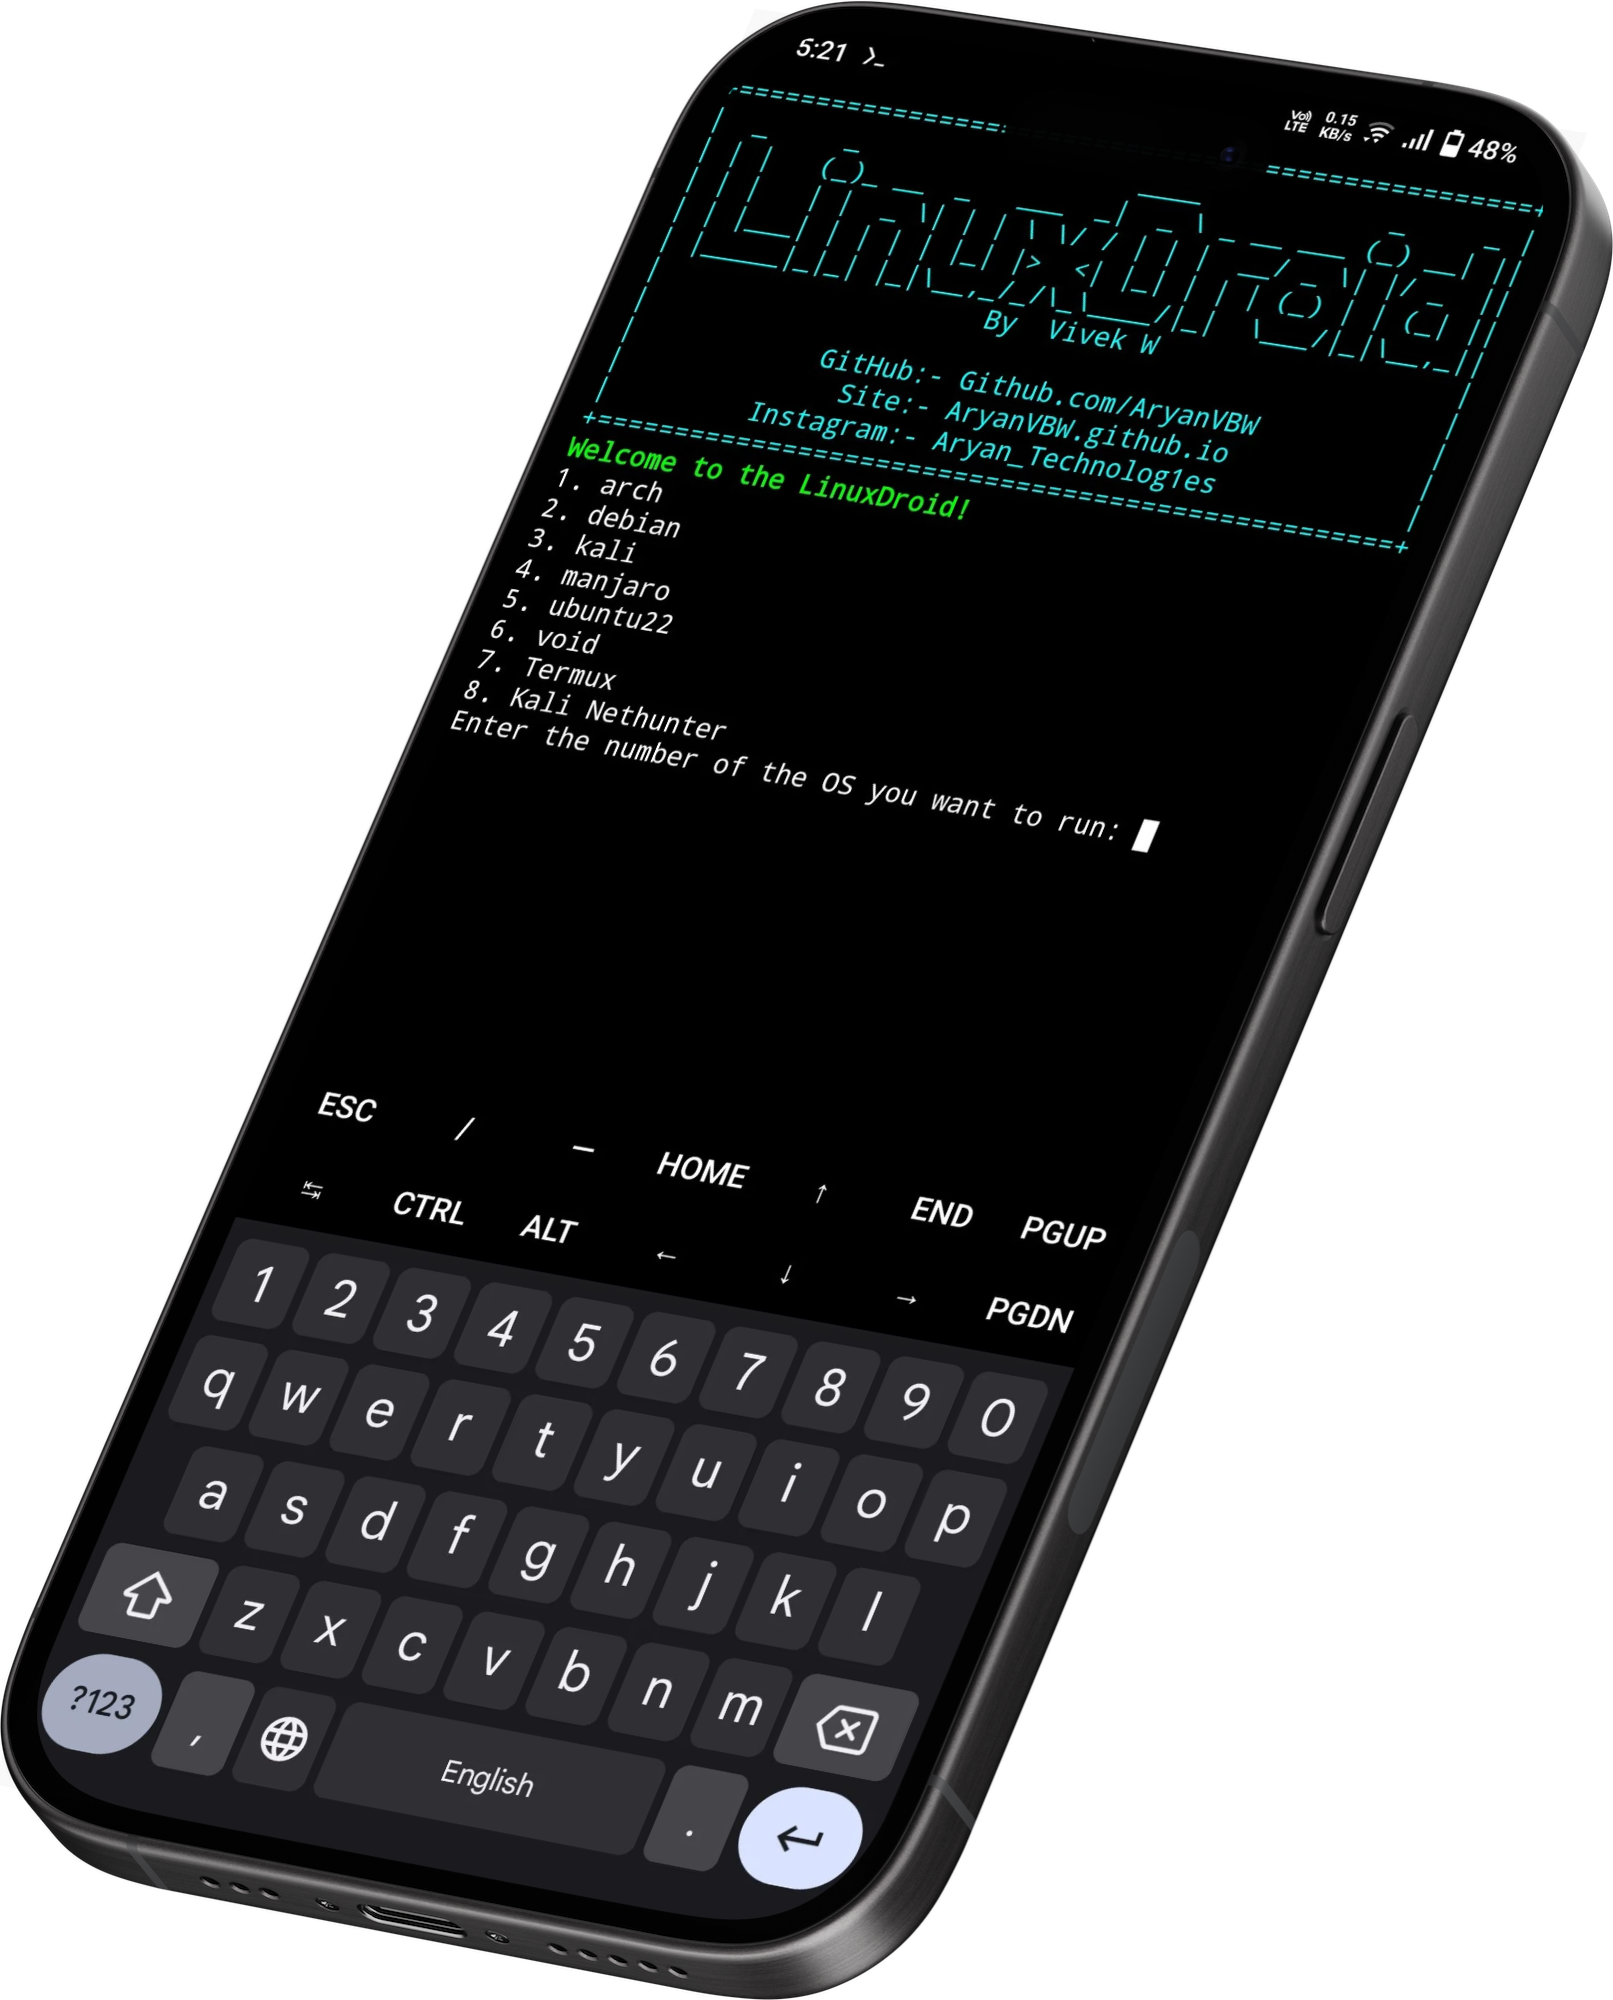 5:21
Vo)) LTE 0.15 KB/s 48%
LinuxDroid
By Vivek W
GitHub:- Github.com/AryanVBW
Site:- AryanVBW.github.io
Instagram:- Aryan_Technolog1es
Welcome to the LinuxDroid!
1. arch
2. debian
3. kali
4. manjaro
5. ubuntu22
6. void
7. Termux
8. Kali Nethunter
Enter the number of the OS you want to run:
ESC / – HOME ↑ END PGUP
↹ CTRL ALT ← ↓ → PGDN
1 2 3 4 5 6 7 8 9 0
q w e r t y u i o p
a s d f g h j k l
z x c v b n m
?123 , English .